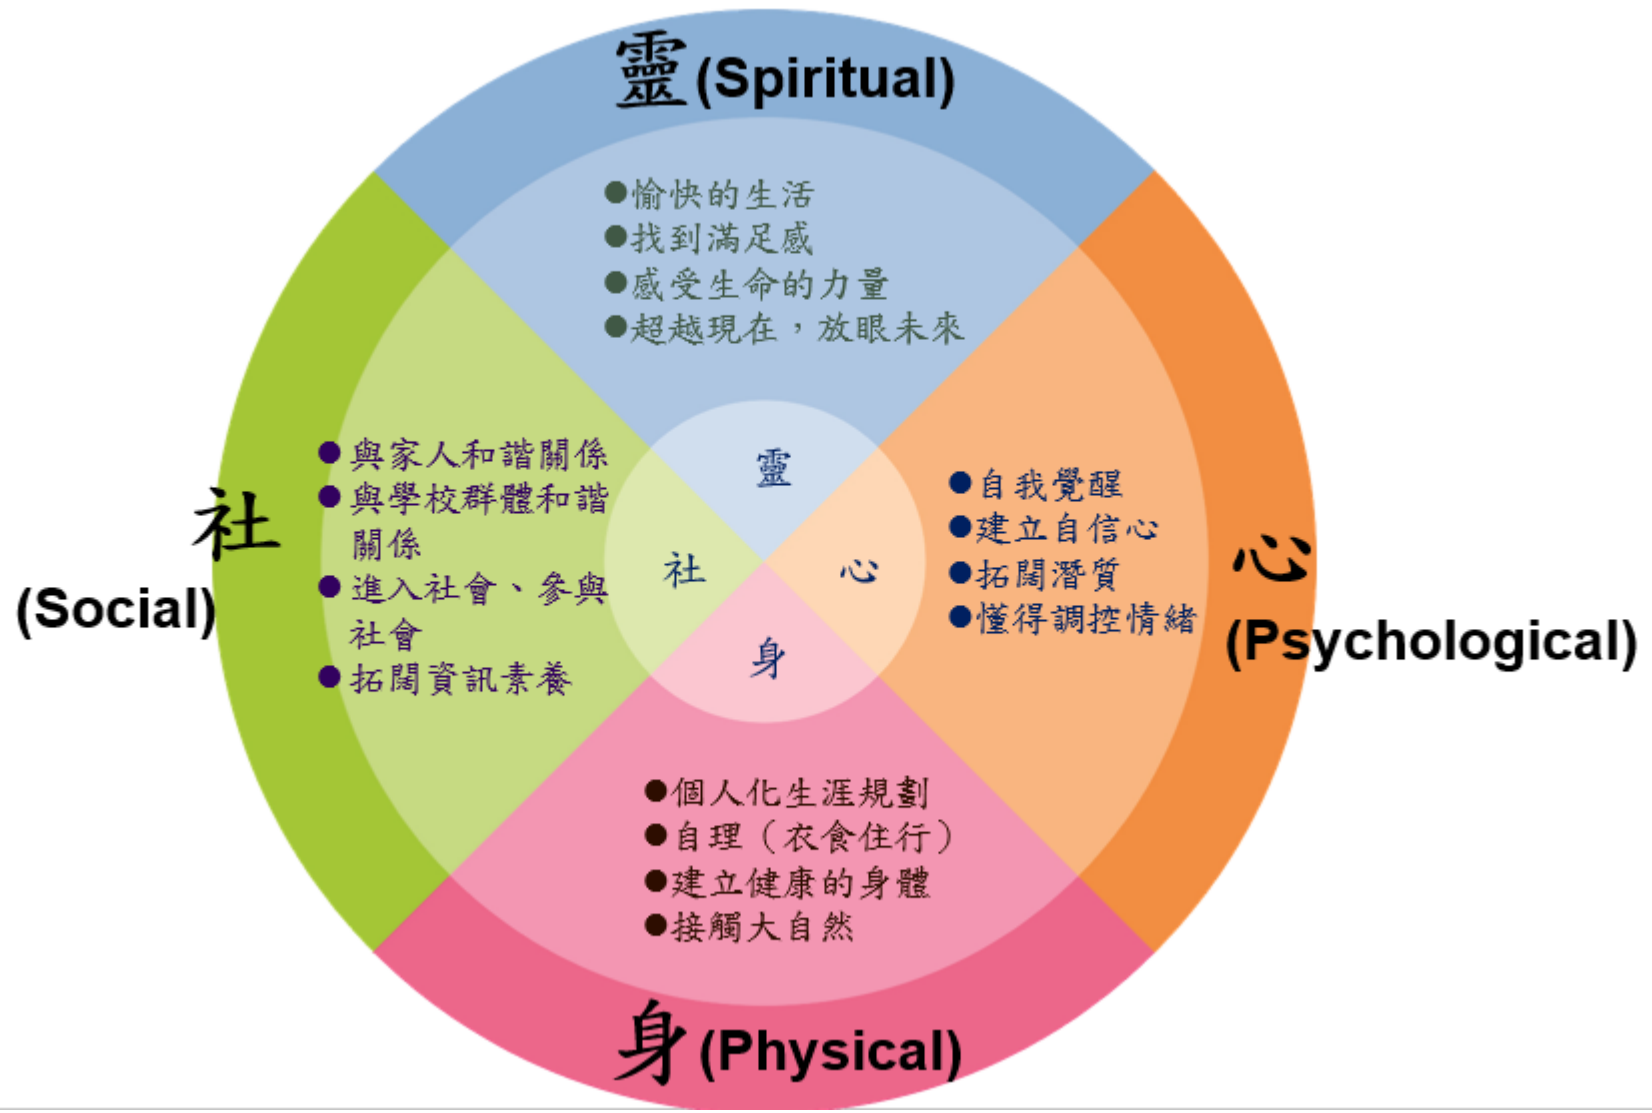 靈(Spiritual)
●愉快的生活
●找到滿足感
●感受生命的力量
●超越現在，放眼未來
社
(Social)
●與家人和諧關係
●與學校群體和諧
關係
●進入社會、參與
社會
●拓闊資訊素養
靈
社
心
身
●自我覺醒
●建立自信心
●拓闊潛質
●懂得調控情緒
心
(Psychological)
●個人化生涯規劃
●自理（衣食住行）
●建立健康的身體
●接觸大自然
身(Physical)